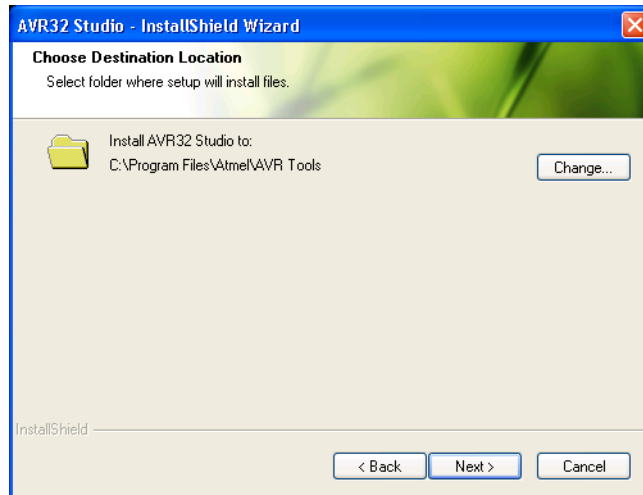 AVR32 Studio - InstallShield Wizard
Choose Destination Location
Select folder where setup will install files.
Install AVR32 Studio to:
C:\Program Files\Atmel\AVR Tools
Change...
InstallShield
< Back
Next >
Cancel